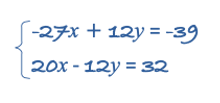 -27x + 12y = -39
20x - 12y = 32